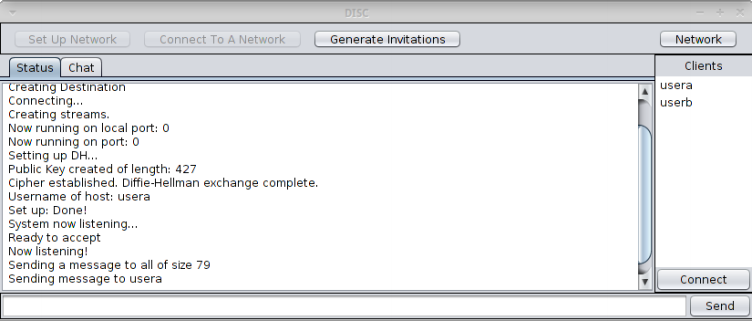 DISC
Set Up Network
Connect To A Network
Generate Invitations
Network
Status
Chat
Creating Destination
Connecting...
Creating streams.
Now running on local port: 0
Now running on port: 0
Setting up DH...
Public Key created of length: 427
Cipher established. Diffie-Hellman exchange complete.
Username of host: usera
Set up: Done!
System now listening...
Ready to accept
Now listening!
Sending a message to all of size 79
Sending message to usera
Clients
usera
userb
Connect
Send